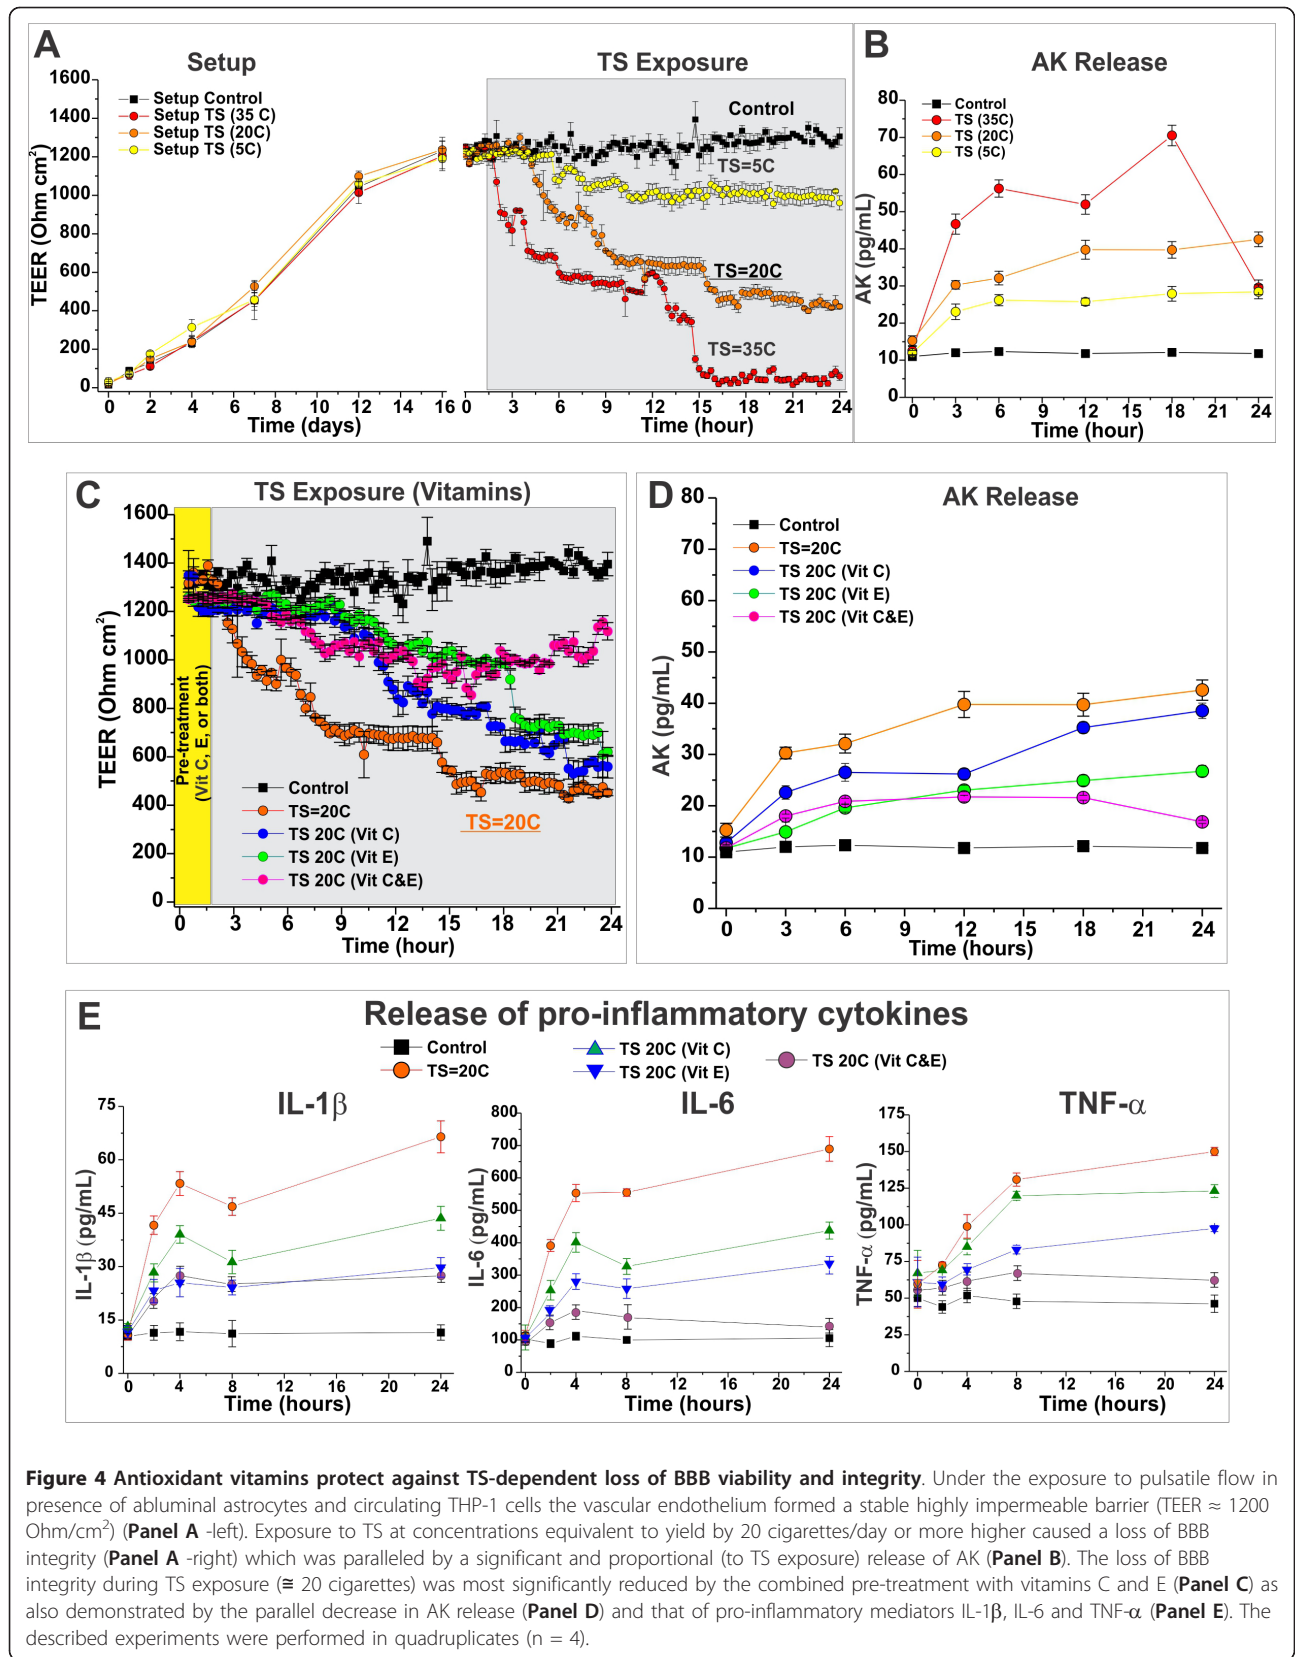 A
Setup
TS Exposure
TEER (Ohm cm²)
1600
1400
1200
1000
800
600
400
200
0
Setup Control
Setup TS (35 C)
Setup TS (20C)
Setup TS (5C)
0 2 4 6 8 10 12 14 16
Time (days)
Control
TS=5C
TS=20C
TS=35C
0 3 6 9 12 15 18 21 24
Time (hour)
B
AK Release
AK (pg/mL)
80
70
60
50
40
30
20
10
0
Control
TS (35C)
TS (20C)
TS (5C)
0 3 6 9 12 15 18 21 24
Time (hour)
C
TS Exposure (Vitamins)
TEER (Ohm cm²)
1600
1400
1200
1000
800
600
400
200
0
Pre-treatment
(Vit C, E, or both)
Control
TS=20C
TS 20C (Vit C)
TS 20C (Vit E)
TS 20C (Vit C&E)
TS=20C
0 3 6 9 12 15 18 21 24
Time (hour)
D
AK Release
AK (pg/mL)
80
70
60
50
40
30
20
10
0
Control
TS=20C
TS 20C (Vit C)
TS 20C (Vit E)
TS 20C (Vit C&E)
0 3 6 9 12 15 18 21 24
Time (hours)
E
Release of pro-inflammatory cytokines
Control
TS=20C
TS 20C (Vit C)
TS 20C (Vit E)
TS 20C (Vit C&E)
IL-1β
IL-1β (pg/mL)
75
60
45
30
15
0
0 4 8 12 16 20 24
Time (hours)
IL-6
IL-6 (pg/mL)
800
700
600
500
400
300
200
100
0
0 4 8 12 16 20 24
Time (hours)
TNF-α
TNF-α (pg/mL)
175
150
125
100
75
50
25
0
0 4 8 12 16 20 24
Time (hours)
Figure 4 Antioxidant vitamins protect against TS-dependent loss of BBB viability and integrity. Under the exposure to pulsatile flow in
presence of abluminal astrocytes and circulating THP-1 cells the vascular endothelium formed a stable highly impermeable barrier (TEER ≈ 1200
Ohm/cm²) (Panel A -left). Exposure to TS at concentrations equivalent to yield by 20 cigarettes/day or more higher caused a loss of BBB
integrity (Panel A -right) which was paralleled by a significant and proportional (to TS exposure) release of AK (Panel B). The loss of BBB
integrity during TS exposure (≅ 20 cigarettes) was most significantly reduced by the combined pre-treatment with vitamins C and E (Panel C) as
also demonstrated by the parallel decrease in AK release (Panel D) and that of pro-inflammatory mediators IL-1β, IL-6 and TNF-α (Panel E). The
described experiments were performed in quadruplicates (n = 4).